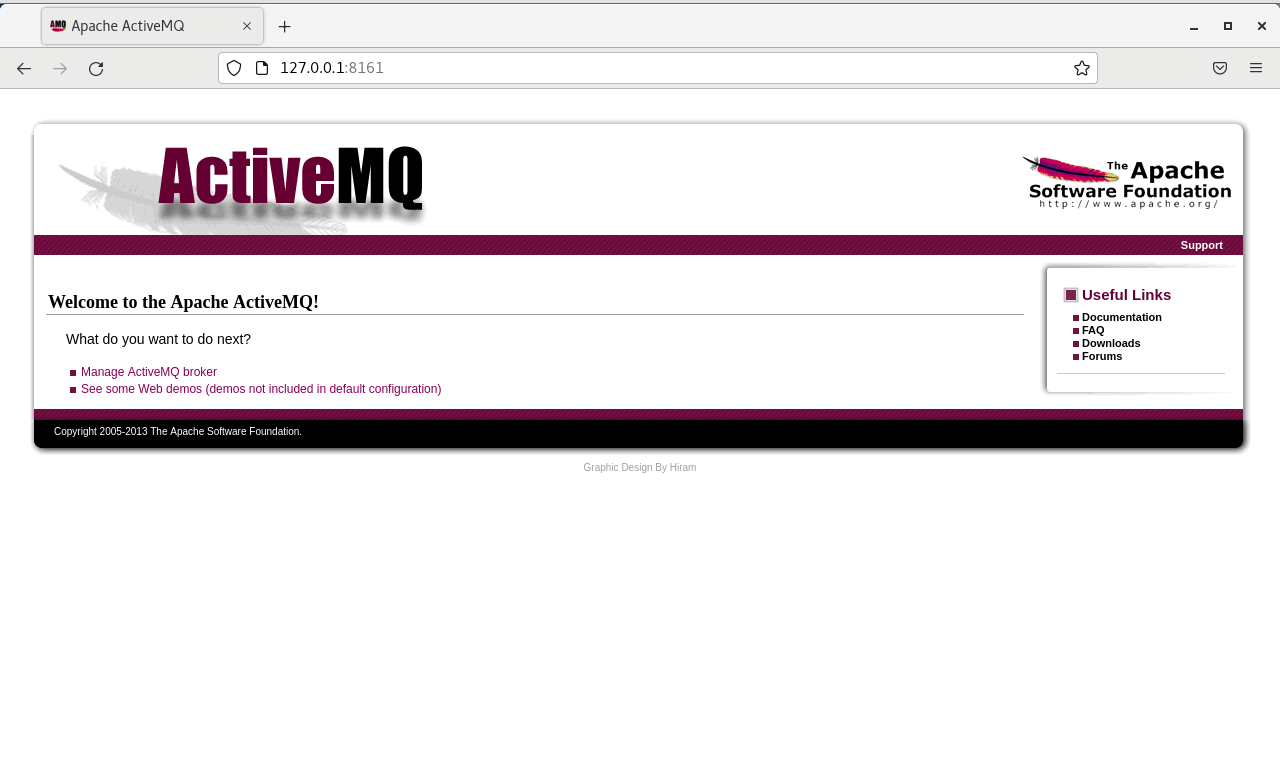 AMQ Apache ActiveMQ
127.0.0.1:8161
ActiveMQ
The Apache
Software Foundation
http://www.apache.org/
Support
Welcome to the Apache ActiveMQ!
What do you want to do next?
Manage ActiveMQ broker
See some Web demos (demos not included in default configuration)
Useful Links
Documentation
FAQ
Downloads
Forums
Copyright 2005-2013 The Apache Software Foundation.
Graphic Design By Hiram